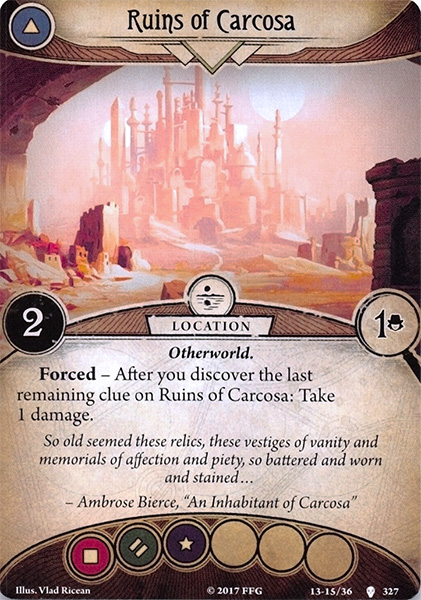 Ruins of Carcosa
2
1
LOCATION
Otherworld.
Forced – After you discover the last
remaining clue on Ruins of Carcosa: Take
1 damage.
So old seemed these relics, these vestiges of vanity and
memorials of affection and piety, so battered and worn
and stained…
– Ambrose Bierce, “An Inhabitant of Carcosa”
Illus. Vlad Ricean © 2017 FFG 13-15/36 327